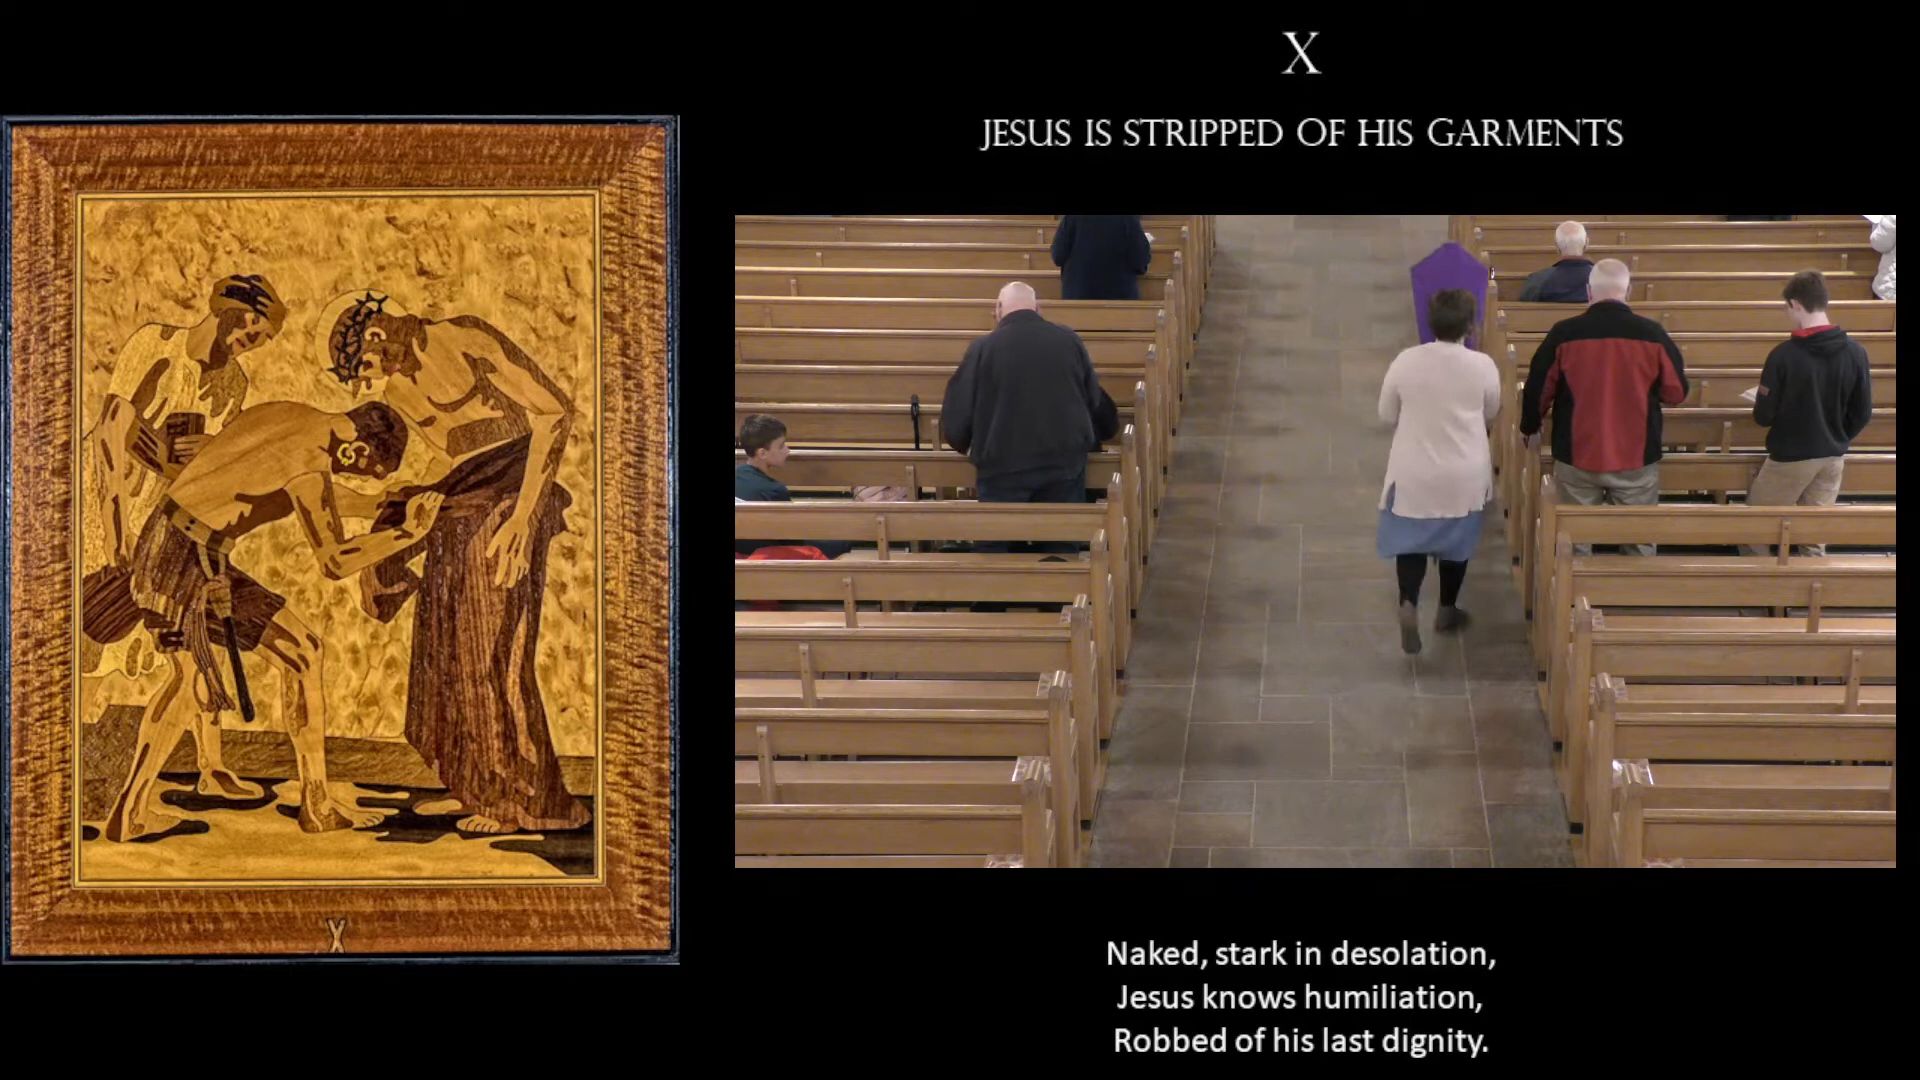 X
JESUS IS STRIPPED OF HIS GARMENTS
X
Naked, stark in desolation,
Jesus knows humiliation,
Robbed of his last dignity.